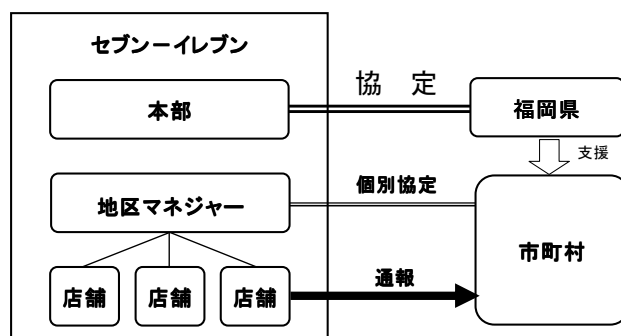 セブン－イレブン
本部
協　定
福岡県
支援
地区マネジャー
個別協定
市町村
店舗
店舗
店舗
通報